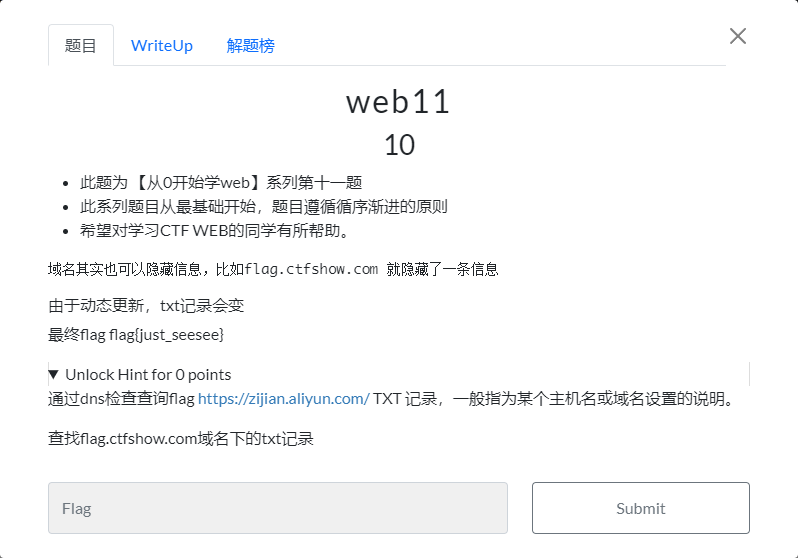 题目 WriteUp 解题榜
web11
10
此题为 【从0开始学web】系列第十一题
此系列题目从最基础开始，题目遵循循序渐进的原则
希望对学习CTF WEB的同学有所帮助。
域名其实也可以隐藏信息，比如flag.ctfshow.com 就隐藏了一条信息
由于动态更新，txt记录会变
最终flag flag{just_seesee}
Unlock Hint for 0 points
通过dns检查查询flag https://zijian.aliyun.com/ TXT 记录，一般指为某个主机名或域名设置的说明。
查找flag.ctfshow.com域名下的txt记录
Flag Submit